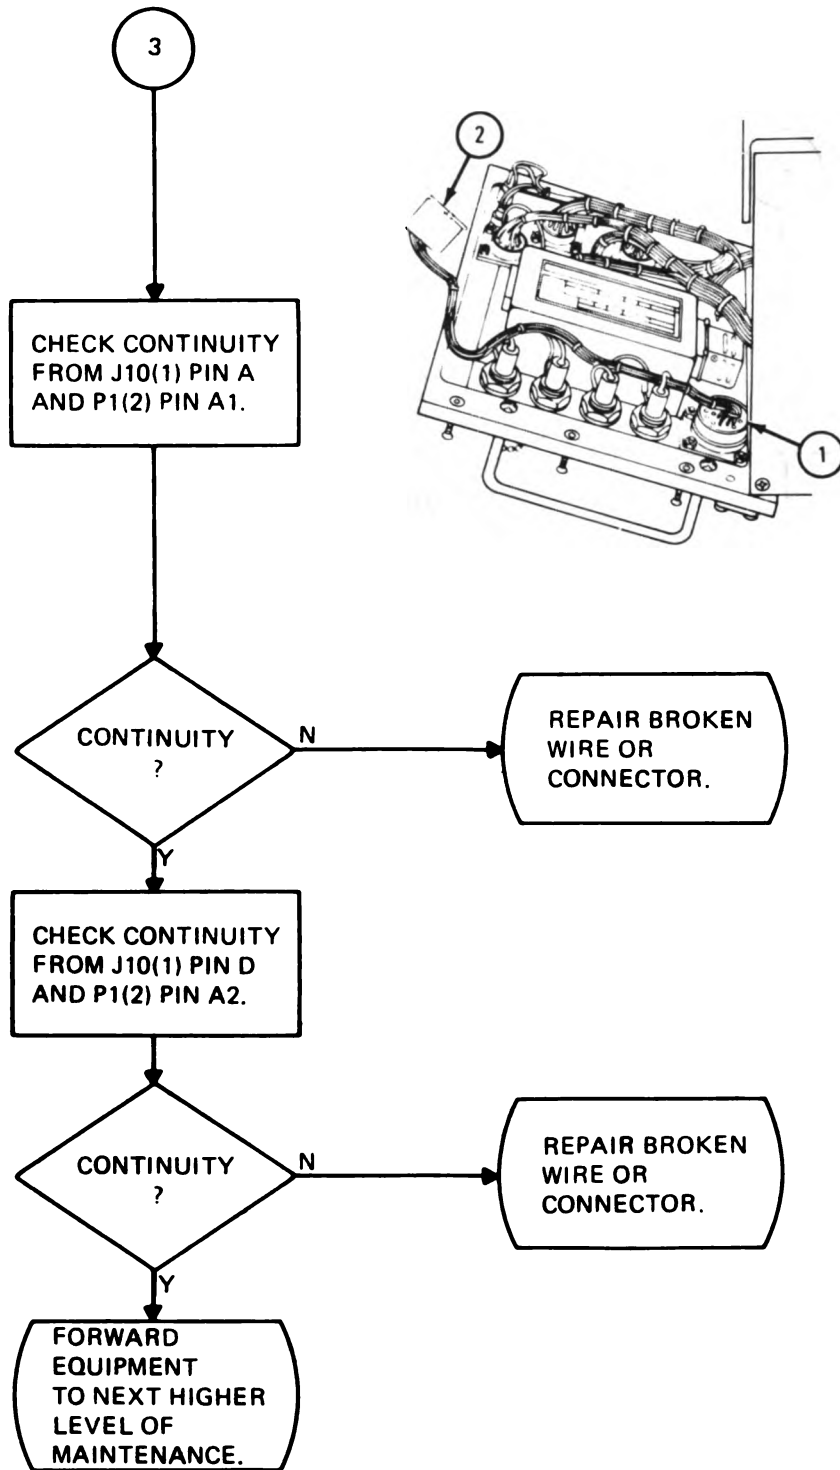 3
2
CHECK CONTINUITY
FROM J10(1) PIN A
AND P1(2) PIN A1.
1
CONTINUITY
?
N
REPAIR BROKEN
WIRE OR
CONNECTOR.
Y
CHECK CONTINUITY
FROM J10(1) PIN D
AND P1(2) PIN A2.
CONTINUITY
?
N
REPAIR BROKEN
WIRE OR
CONNECTOR.
Y
FORWARD
EQUIPMENT
TO NEXT HIGHER
LEVEL OF
MAINTENANCE.